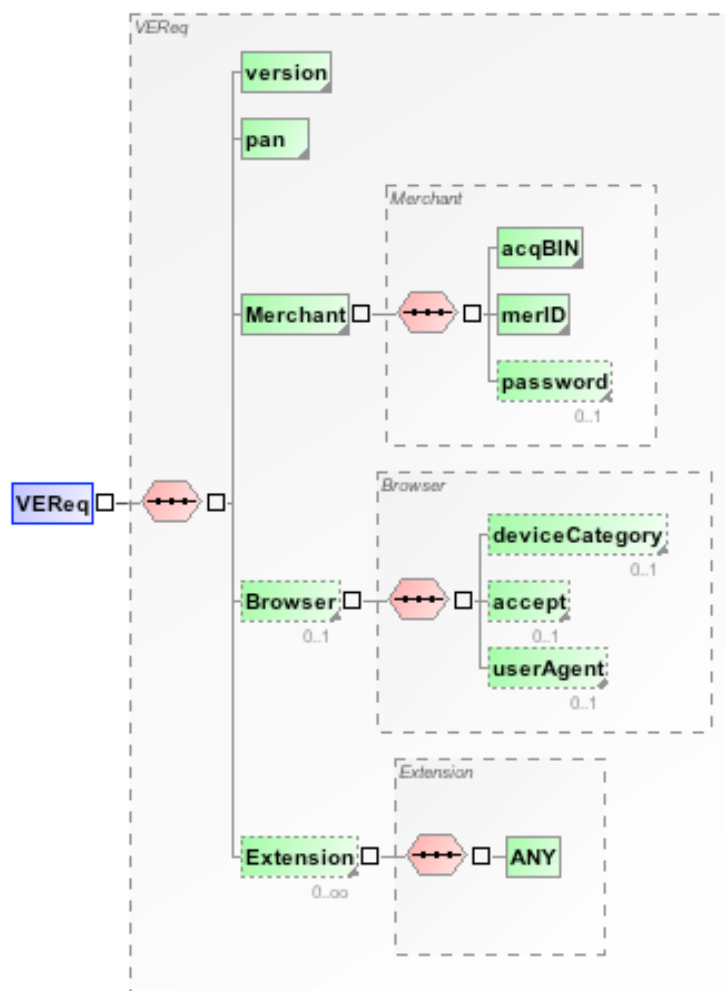 VEReq
version
pan
Merchant
acqBIN
merID
Merchant
password
0..1
VEReq
Browser
deviceCategory
0..1
Browser
accept
0..1
0..1
userAgent
0..1
Extension
Extension
ANY
0..oo